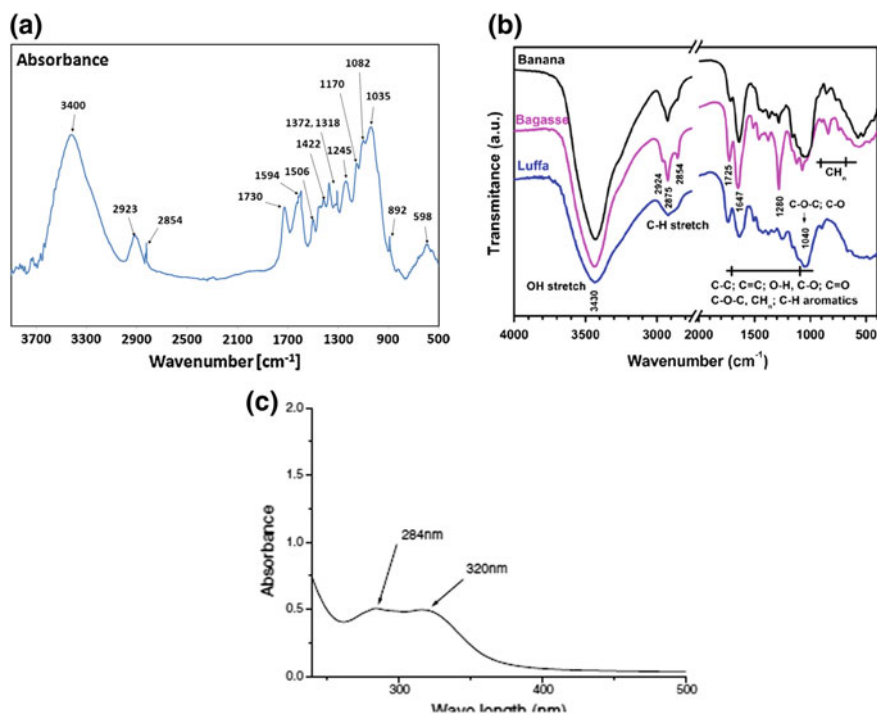 (a)
Absorbance
3400
2923
2854
1730
1594
1506
1422
1372, 1318
1245
1170
1082
1035
892
598
3700 2900 2100 1700 1300 900 500
Wavenumber [cm-1]
(b)
Transmitance (a.u.)
Banana
Bagasse
Luffa
2924
2875
2854
C-H stretch
OH stretch
3430
1725
1647
1280
CHn
C-O-C; C-O
1040
C-C; C=C; O-H, C-O; C=O
C-O-C, CHn; C-H aromatics
4000 3500 3000 2000 1500 1000 500
Wavenumber (cm-1)
(c)
Absorbance
2.0
1.5
1.0
0.5
0.0
284nm
320nm
300 400 500
Wave length (nm)